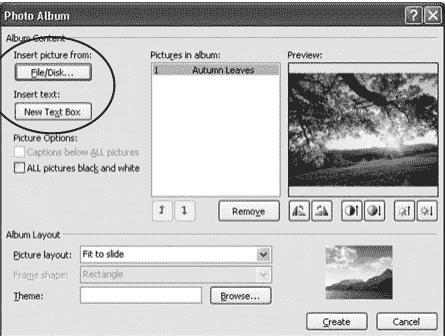 Photo Album
Album Content
Insert picture from:
File/Disk...
Insert text:
New Text Box
Picture Options:
Captions below ALL pictures
ALL pictures black and white
Pictures in album:
1 Autumn Leaves
Preview:
Remove
Album Layout
Picture layout: Fit to slide
Frame shape: Rectangle
Theme: Browse...
Create Cancel